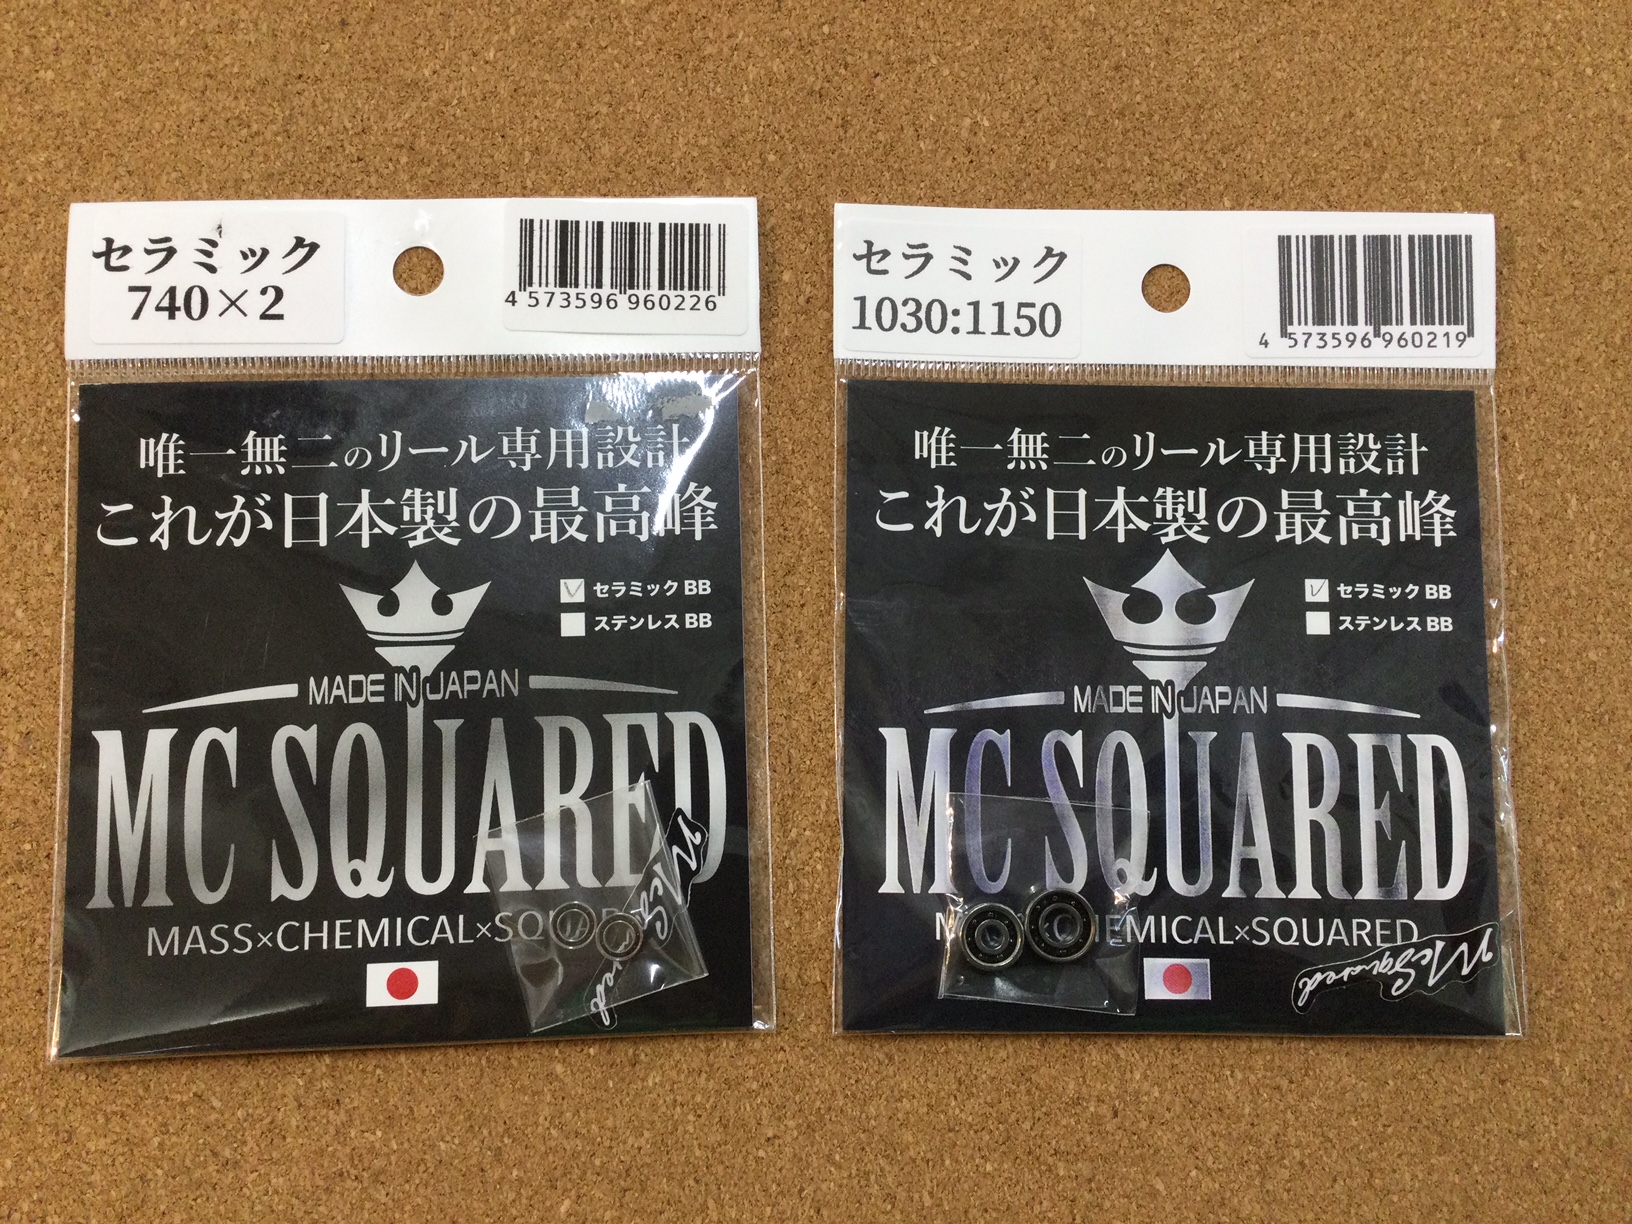 セラミック
740×2
4 573596 960226
唯一無二のリール専用設計
これが日本製の最高峰
セラミックBB
ステンレスBB
MADE IN JAPAN
MC SQUARED
MASS×CHEMICAL×SQUARED
McSquared
セラミック
1030:1150
4 573596 960219
唯一無二のリール専用設計
これが日本製の最高峰
セラミックBB
ステンレスBB
MADE IN JAPAN
MC SQUARED
MASS×CHEMICAL×SQUARED
McSquared